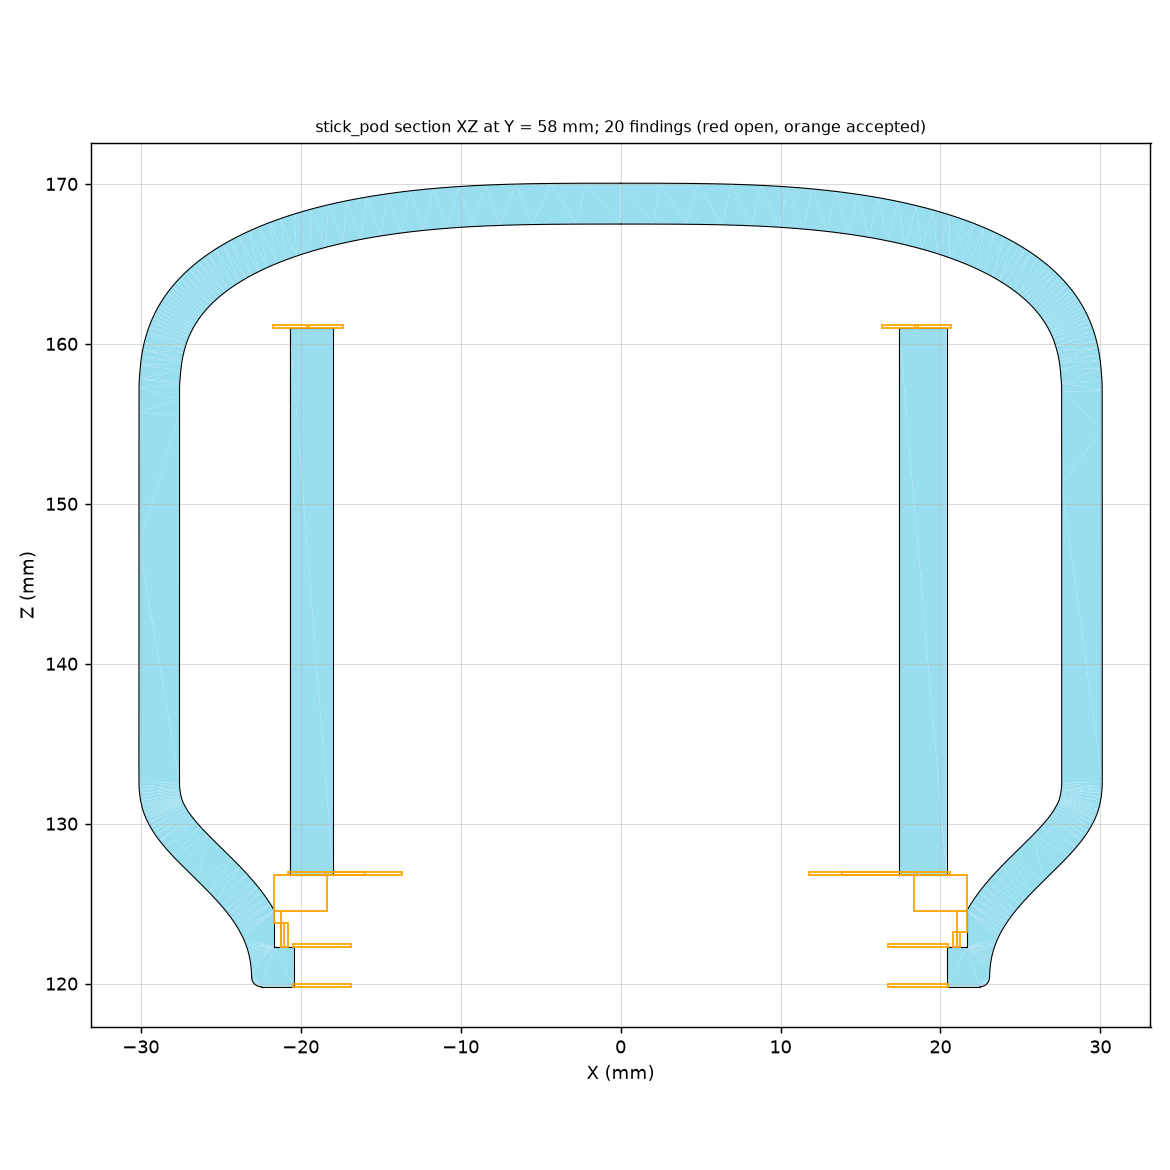 stick_pod section XZ at Y = 58 mm; 20 findings (red open, orange accepted)
170
160
150
140
130
120
Z (mm)
−30 −20 −10 0 10 20 30
X (mm)